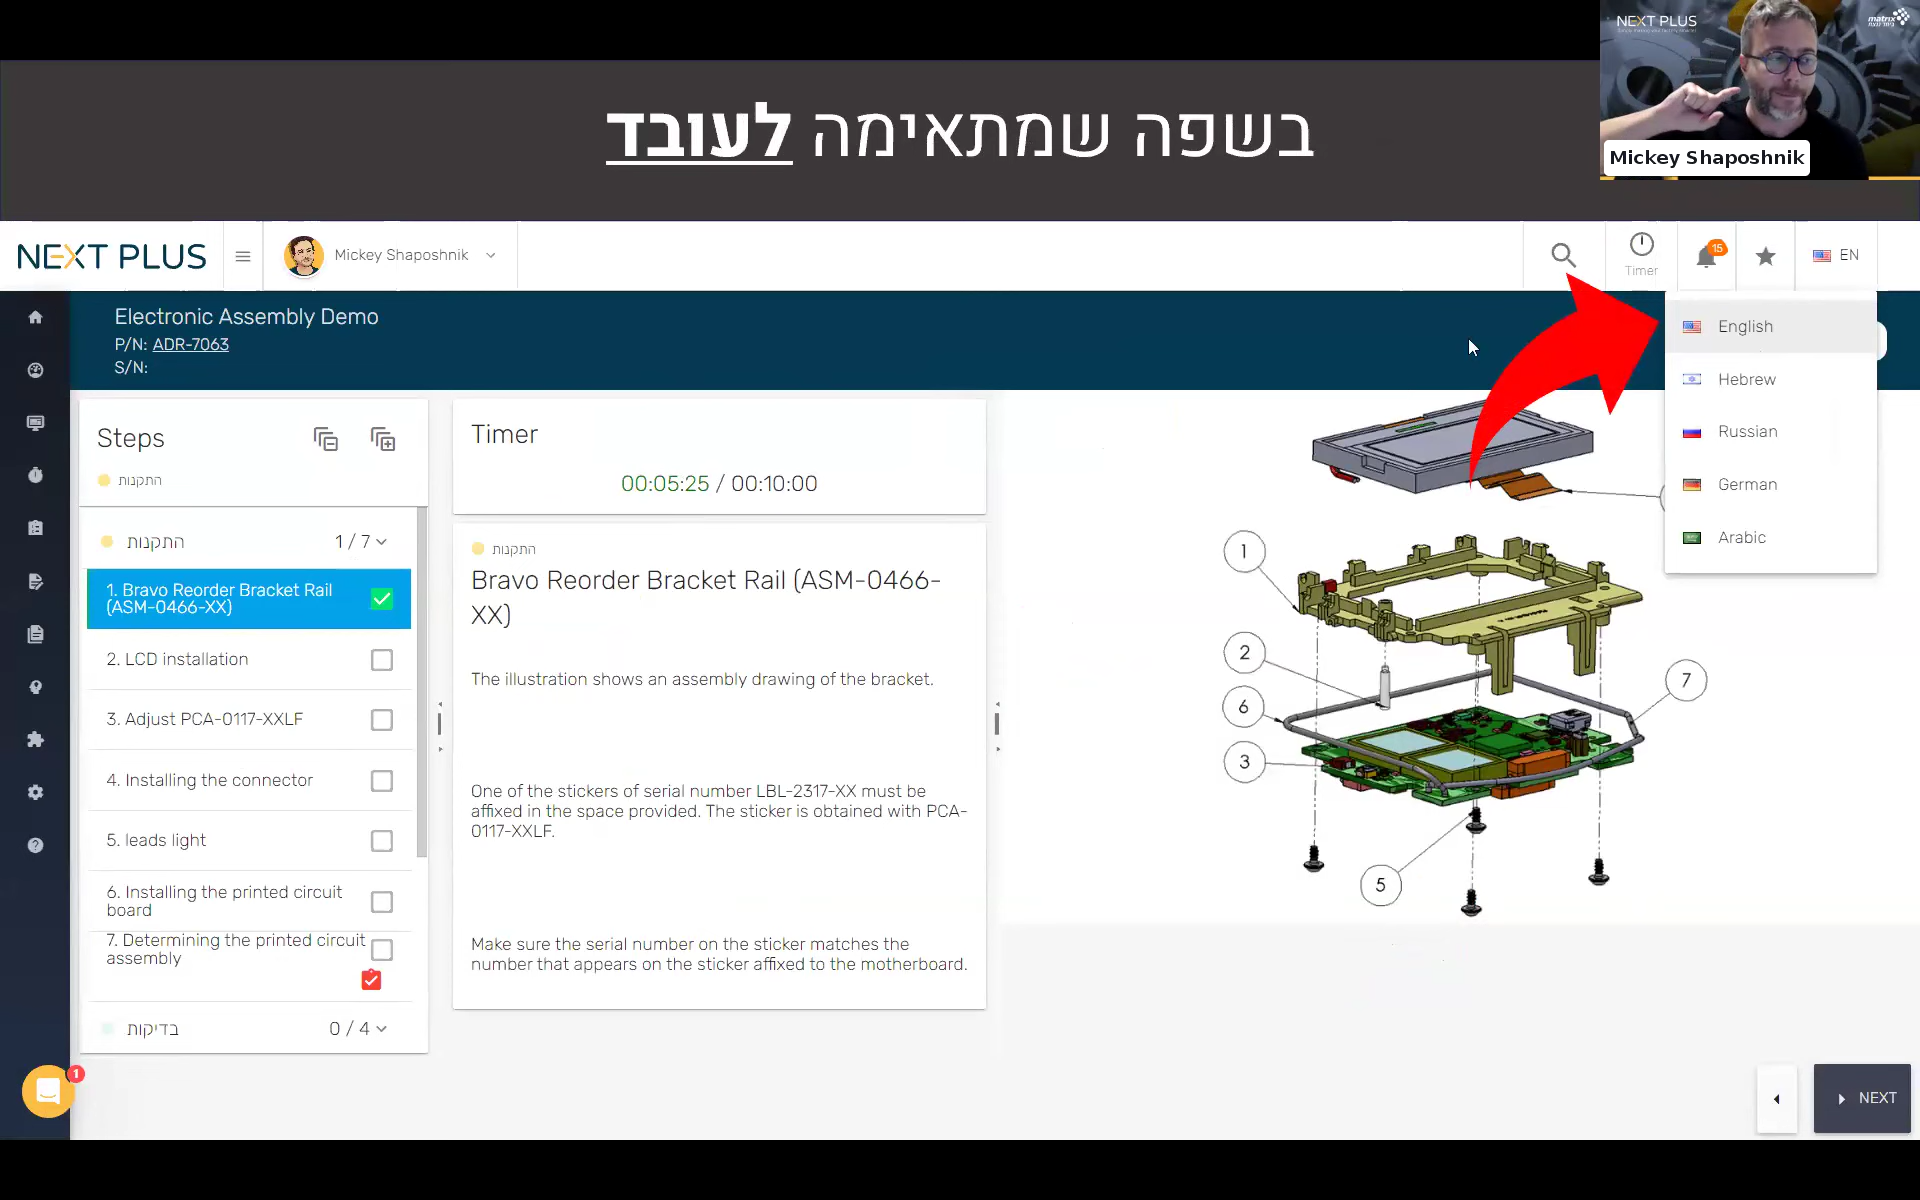 NEXT PLUS
matrix
Mickey Shaposhnik
בשפה שמתאימה לעובד
NEXT PLUS
Mickey Shaposhnik
Timer
15
EN
Electronic Assembly Demo
P/N: ADR-7063
S/N:
English
Hebrew
Russian
German
Arabic
Steps
התקנות
התקנות
1 / 7
1. Bravo Reorder Bracket Rail
(ASM-0466-XX)
2. LCD installation
3. Adjust PCA-0117-XXLF
4. Installing the connector
5. leads light
6. Installing the printed circuit
board
7. Determining the printed circuit
assembly
בדיקות
0 / 4
1
Timer
00:05:25 / 00:10:00
התקנות
Bravo Reorder Bracket Rail (ASM-0466-
XX)
The illustration shows an assembly drawing of the bracket.
One of the stickers of serial number LBL-2317-XX must be
affixed in the space provided. The sticker is obtained with PCA-
0117-XXLF.
Make sure the serial number on the sticker matches the
number that appears on the sticker affixed to the motherboard.
1
2
6
3
7
5
NEXT